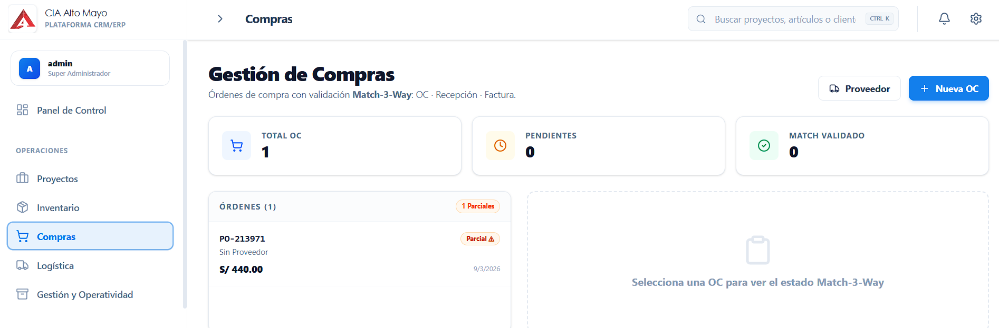 CIA Alto Mayo
PLATAFORMA CRM/ERP
Compras
Buscar proyectos, artículos o client
CTRL K
A
admin
Super Administrador
Panel de Control
OPERACIONES
Proyectos
Inventario
Compras
Logística
Gestión y Operatividad
Gestión de Compras
Órdenes de compra con validación Match-3-Way: OC · Recepción · Factura.
Proveedor
+ Nueva OC
TOTAL OC
1
PENDIENTES
0
MATCH VALIDADO
0
ÓRDENES (1)
1 Parciales
PO-213971
Parcial ⚠
Sin Proveedor
S/ 440.00
9/3/2026
Selecciona una OC para ver el estado Match-3-Way